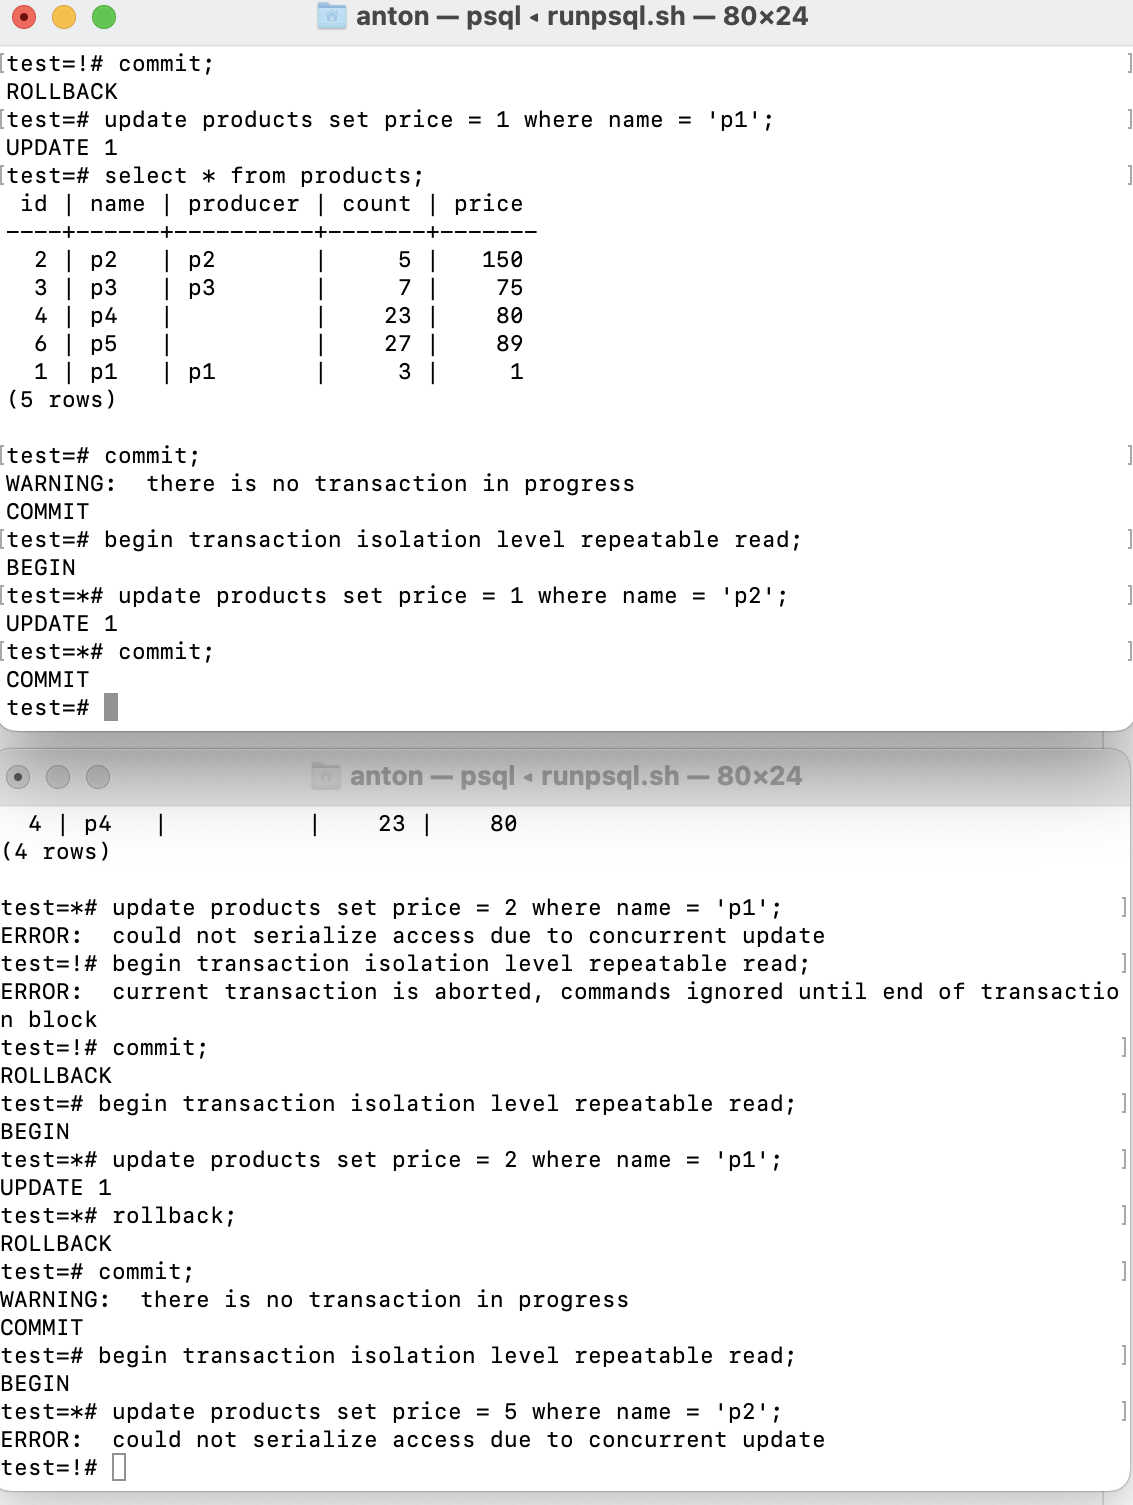 anton — psql ◂ runpsql.sh — 80×24
[test=!# commit; ]
ROLLBACK
[test=# update products set price = 1 where name = 'p1'; ]
UPDATE 1
[test=# select * from products; ]
 id | name | producer | count | price
----+------+----------+-------+-------
  2 | p2   | p2       |     5 |   150
  3 | p3   | p3       |     7 |    75
  4 | p4   |          |    23 |    80
  6 | p5   |          |    27 |    89
  1 | p1   | p1       |     3 |     1
(5 rows)
[test=# commit; ]
WARNING:  there is no transaction in progress
COMMIT
[test=# begin transaction isolation level repeatable read; ]
BEGIN
[test=*# update products set price = 1 where name = 'p2'; ]
UPDATE 1
[test=*# commit; ]
COMMIT
test=#
anton — psql ◂ runpsql.sh — 80×24
  4 | p4   |          |    23 |    80
(4 rows)
test=*# update products set price = 2 where name = 'p1'; ]
ERROR:  could not serialize access due to concurrent update
test=!# begin transaction isolation level repeatable read; ]
ERROR:  current transaction is aborted, commands ignored until end of transactio
n block
test=!# commit; ]
ROLLBACK
test=# begin transaction isolation level repeatable read; ]
BEGIN
test=*# update products set price = 2 where name = 'p1'; ]
UPDATE 1
test=*# rollback; ]
ROLLBACK
test=# commit; ]
WARNING:  there is no transaction in progress
COMMIT
test=# begin transaction isolation level repeatable read; ]
BEGIN
test=*# update products set price = 5 where name = 'p2'; ]
ERROR:  could not serialize access due to concurrent update
test=!#